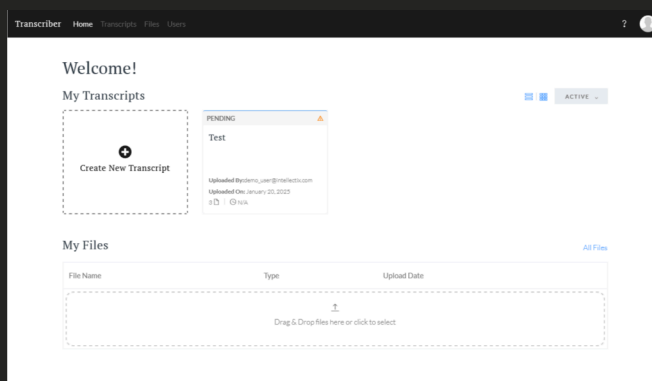 Transcriber Home Transcripts Files Users ?
Welcome!
My Transcripts
ACTIVE
Create New Transcript
PENDING
Test
Uploaded By:demo_user@intellectix.com
Uploaded On: January 20, 2025
N/A
My Files
All Files
File Name Type Upload Date
Drag & Drop files here or click to select